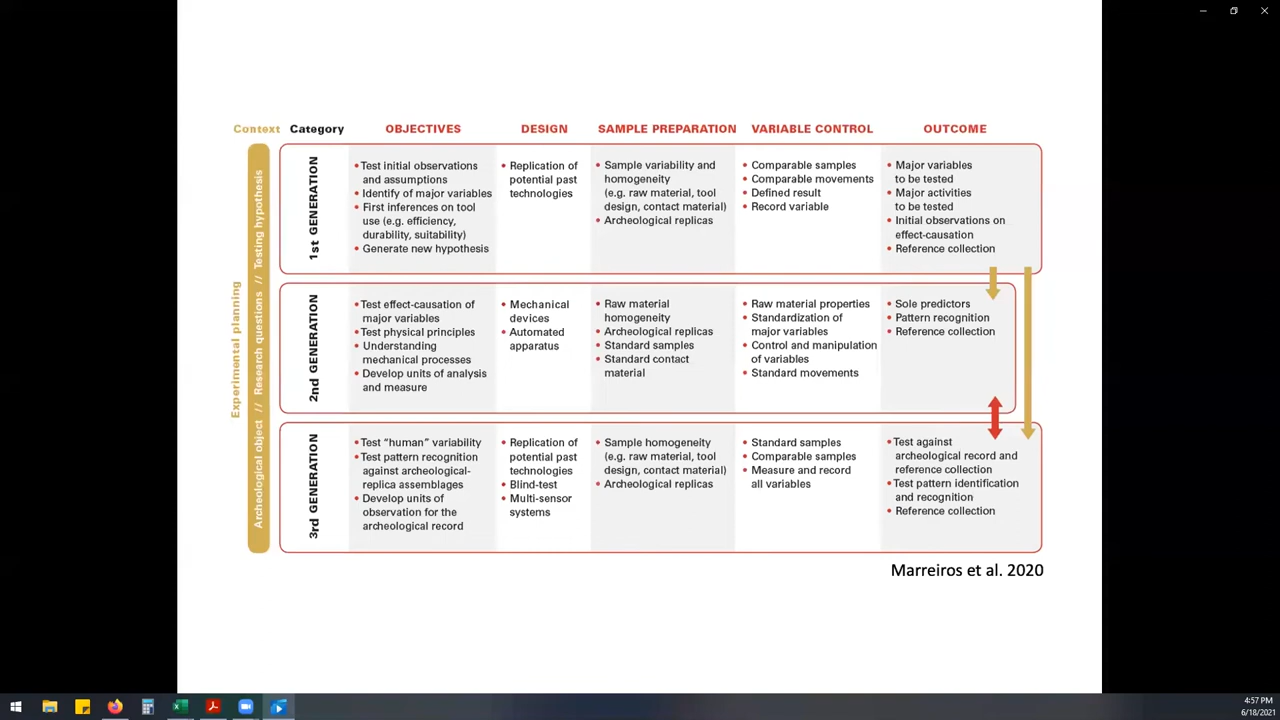 Context Category OBJECTIVES DESIGN SAMPLE PREPARATION VARIABLE CONTROL OUTCOME
Experimental planning
Archeological object // Research questions // Testing hypothesis
1st GENERATION
• Test initial observations
and assumptions
• Identify of major variables
• First inferences on tool
use (e.g. efficiency,
durability, suitability)
• Generate new hypothesis
• Replication of
potential past
technologies
• Sample variability and
homogeneity
(e.g. raw material, tool
design, contact material)
• Archeological replicas
• Comparable samples
• Comparable movements
• Defined result
• Record variable
• Major variables
to be tested
• Major activities
to be tested
• Initial observations on
effect-causation
• Reference collection
2nd GENERATION
• Test effect-causation of
major variables
• Test physical principles
• Understanding
mechanical processes
• Develop units of analysis
and measure
• Mechanical
devices
• Automated
apparatus
• Raw material
homogeneity
• Archeological replicas
• Standard samples
• Standard contact
material
• Raw material properties
• Standardization of
major variables
• Control and manipulation
of variables
• Standard movements
• Sole predictors
• Pattern recognition
• Reference collection
3rd GENERATION
• Test “human” variability
• Test pattern recognition
against archeological-
replica assemblages
• Develop units of
observation for the
archeological record
• Replication of
potential past
technologies
• Blind-test
• Multi-sensor
systems
• Sample homogeneity
(e.g. raw material, tool
design, contact material)
• Archeological replicas
• Standard samples
• Comparable samples
• Measure and record
all variables
• Test against
archeological record and
reference collection
• Test pattern identification
and recognition
• Reference collection
Marreiros et al. 2020
4:57 PM
6/18/2021